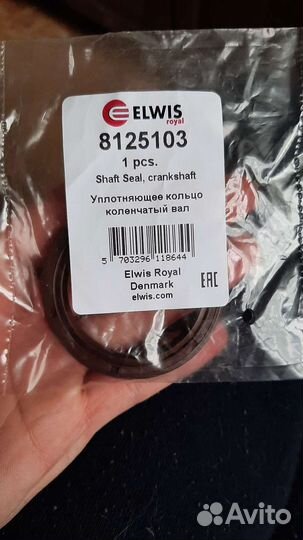 ELWIS
royal
8125103
1 pcs.
Shaft Seal, crankshaft
Уплотняющее кольцо
коленчатый вал
5 703296 118644
Elwis Royal
Denmark
elwis.com
EAC
Avito